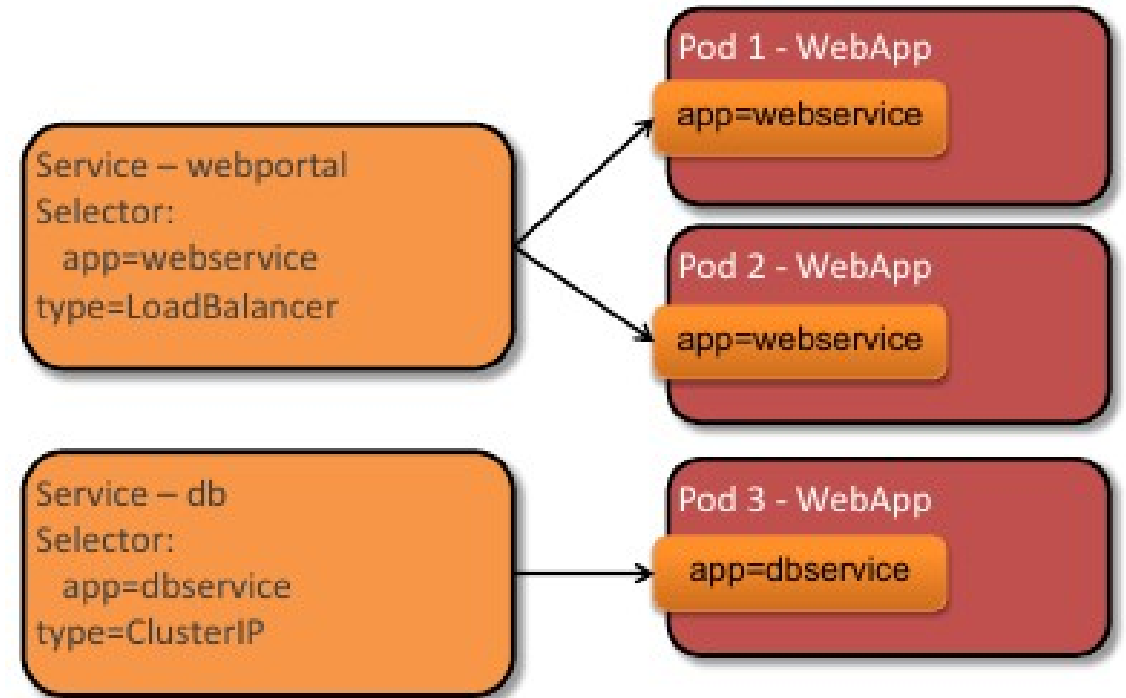 Service – webportal
Selector:
app=webservice
type=LoadBalancer
Pod 1 - WebApp
app=webservice
Pod 2 - WebApp
app=webservice
Service – db
Selector:
app=dbservice
type=ClusterIP
Pod 3 - WebApp
app=dbservice